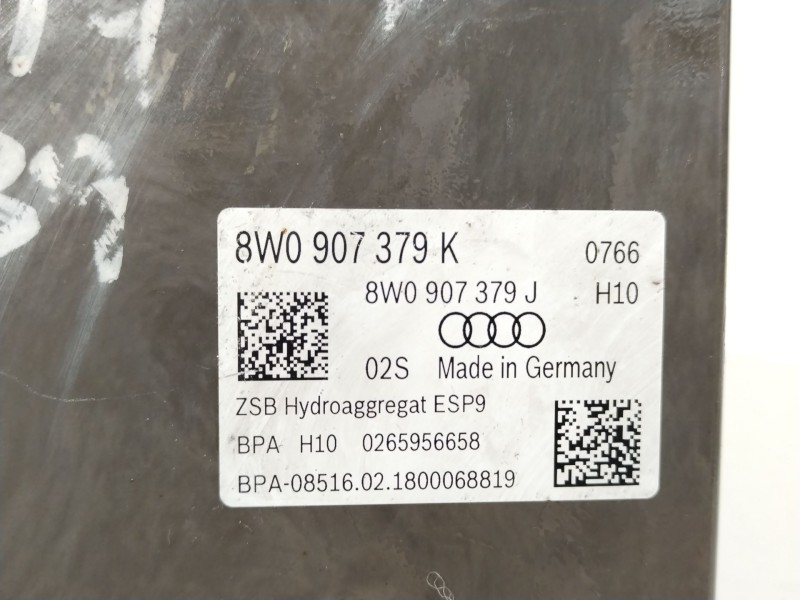 8W0 907 379 K 0766
8W0 907 379 J H10
02S Made in Germany
ZSB Hydroaggregat ESP9
BPA H10 0265956658
BPA-08516.02.1800068819